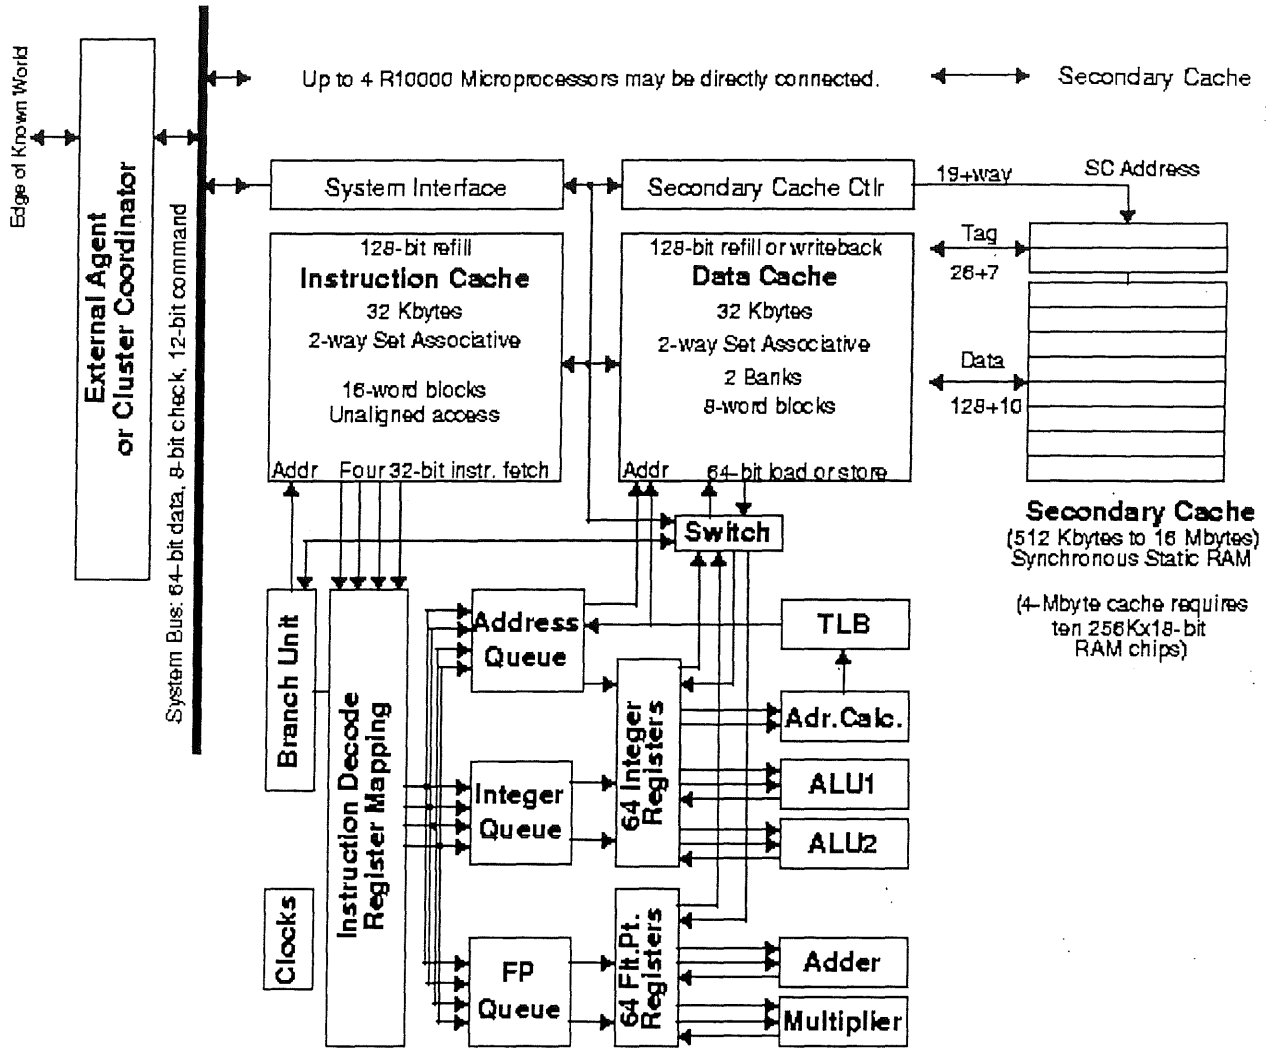 Edge of Known World
External Agent
or Cluster Coordinator
System Bus: 64-bit data, 8-bit check, 12-bit command
Up to 4 R10000 Microprocessors may be directly connected.
Secondary Cache
System Interface
Secondary Cache Ctlr
19+way
SC Address
128-bit refill
Instruction Cache
32 Kbytes
2-way Set Associative
16-word blocks
Unaligned access
Addr
Four 32-bit instr. fetch
128-bit refill or writeback
Data Cache
32 Kbytes
2-way Set Associative
2 Banks
8-word blocks
Addr
64-bit load or store
Tag
26+7
Data
128+10
Secondary Cache
(512 Kbytes to 16 Mbytes)
Synchronous Static RAM
(4-Mbyte cache requires
ten 256Kx18-bit
RAM chips)
Switch
Branch Unit
Clocks
Instruction Decode
Register Mapping
Address
Queue
Integer
Queue
FP
Queue
64 Integer
Registers
64 Flt.Pt.
Registers
TLB
Adr.Calc.
ALU1
ALU2
Adder
Multiplier